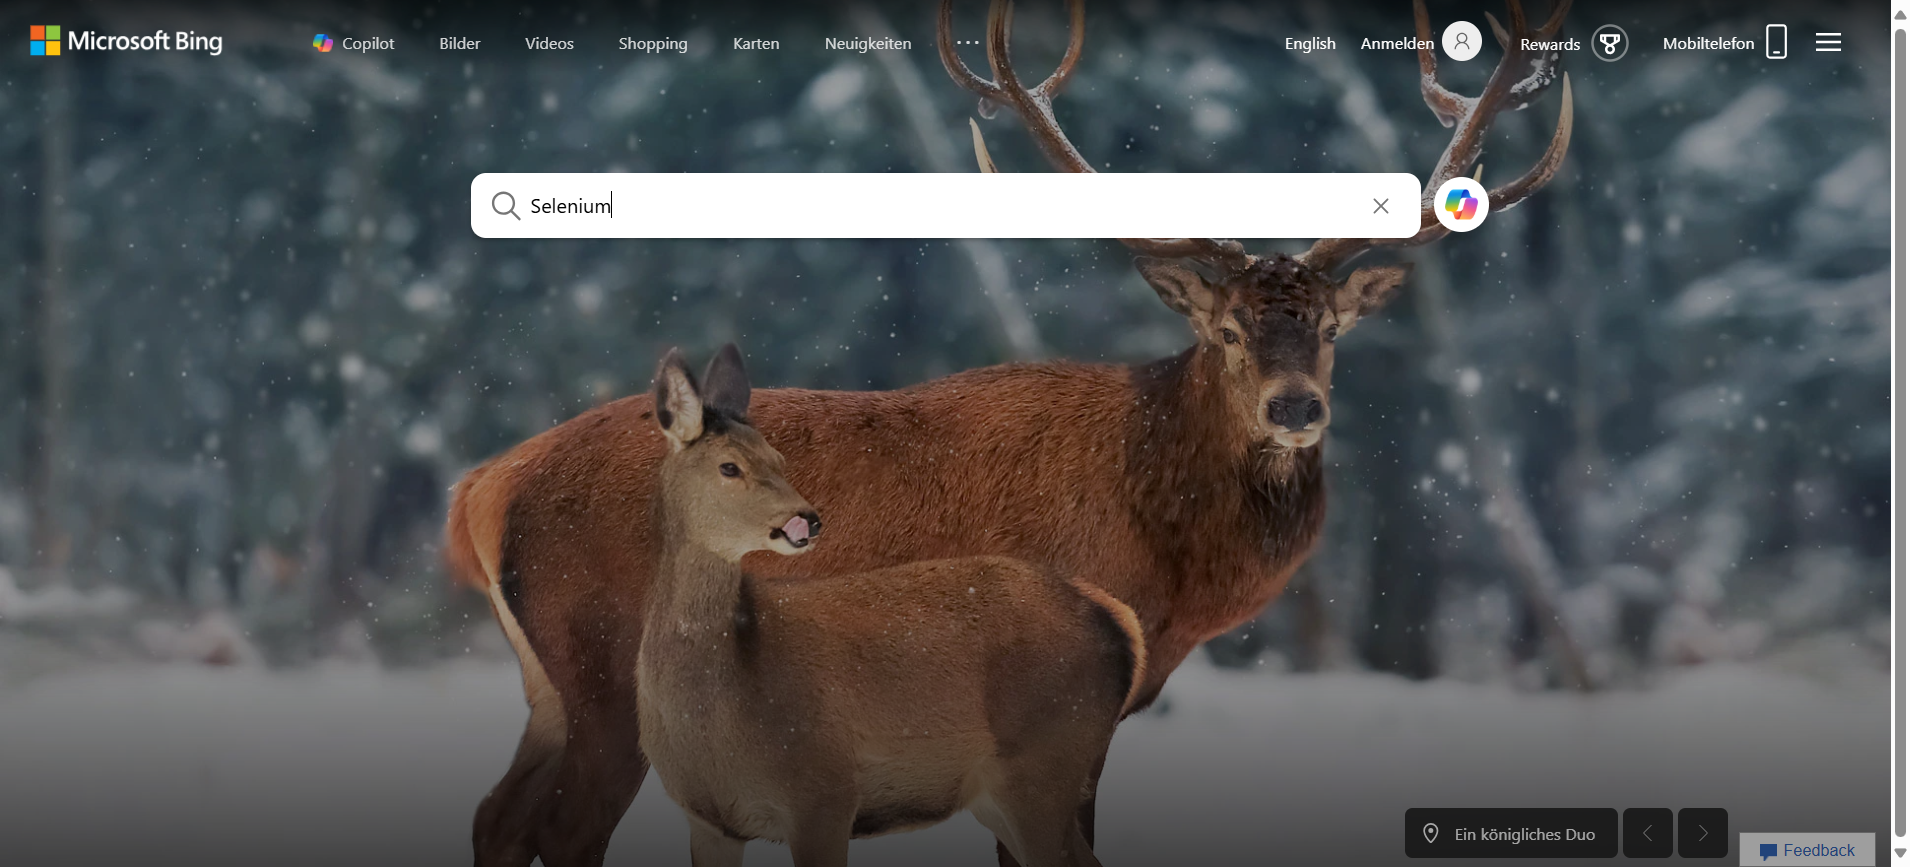 Microsoft Bing
Copilot
Bilder
Videos
Shopping
Karten
Neuigkeiten
English
Anmelden
Rewards
Mobiltelefon
Selenium
Ein königliches Duo
Feedback